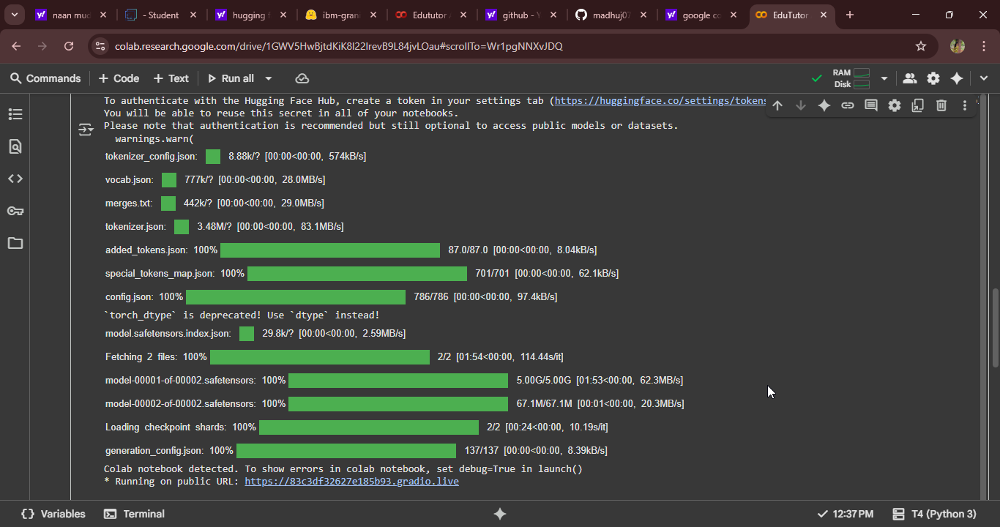 naan mud
- Student
hugging f
ibm-grani
Edututor
github - Y
madhuj07
google co
EduTutor
colab.research.google.com/drive/1GWV5HwBjtdKiK8I22IrevB9L84jvLOau#scrollTo=Wr1pgNNXvJDQ
Commands + Code + Text Run all
RAM
Disk
To authenticate with the Hugging Face Hub, create a token in your settings tab (https://huggingface.co/settings/tokens
You will be able to reuse this secret in all of your notebooks.
Please note that authentication is recommended but still optional to access public models or datasets.
warnings.warn(
tokenizer_config.json: 8.88k/? [00:00<00:00, 574kB/s]
vocab.json: 777k/? [00:00<00:00, 28.0MB/s]
merges.txt: 442k/? [00:00<00:00, 29.0MB/s]
tokenizer.json: 3.48M/? [00:00<00:00, 83.1MB/s]
added_tokens.json: 100% 87.0/87.0 [00:00<00:00, 8.04kB/s]
special_tokens_map.json: 100% 701/701 [00:00<00:00, 62.1kB/s]
config.json: 100% 786/786 [00:00<00:00, 97.4kB/s]
`torch_dtype` is deprecated! Use `dtype` instead!
model.safetensors.index.json: 29.8k/? [00:00<00:00, 2.59MB/s]
Fetching 2 files: 100% 2/2 [01:54<00:00, 114.44s/it]
model-00001-of-00002.safetensors: 100% 5.00G/5.00G [01:53<00:00, 62.3MB/s]
model-00002-of-00002.safetensors: 100% 67.1M/67.1M [00:01<00:00, 20.3MB/s]
Loading checkpoint shards: 100% 2/2 [00:24<00:00, 10.19s/it]
generation_config.json: 100% 137/137 [00:00<00:00, 8.39kB/s]
Colab notebook detected. To show errors in colab notebook, set debug=True in launch()
* Running on public URL: https://83c3df32627e185b93.gradio.live
Variables Terminal 12:37 PM T4 (Python 3)